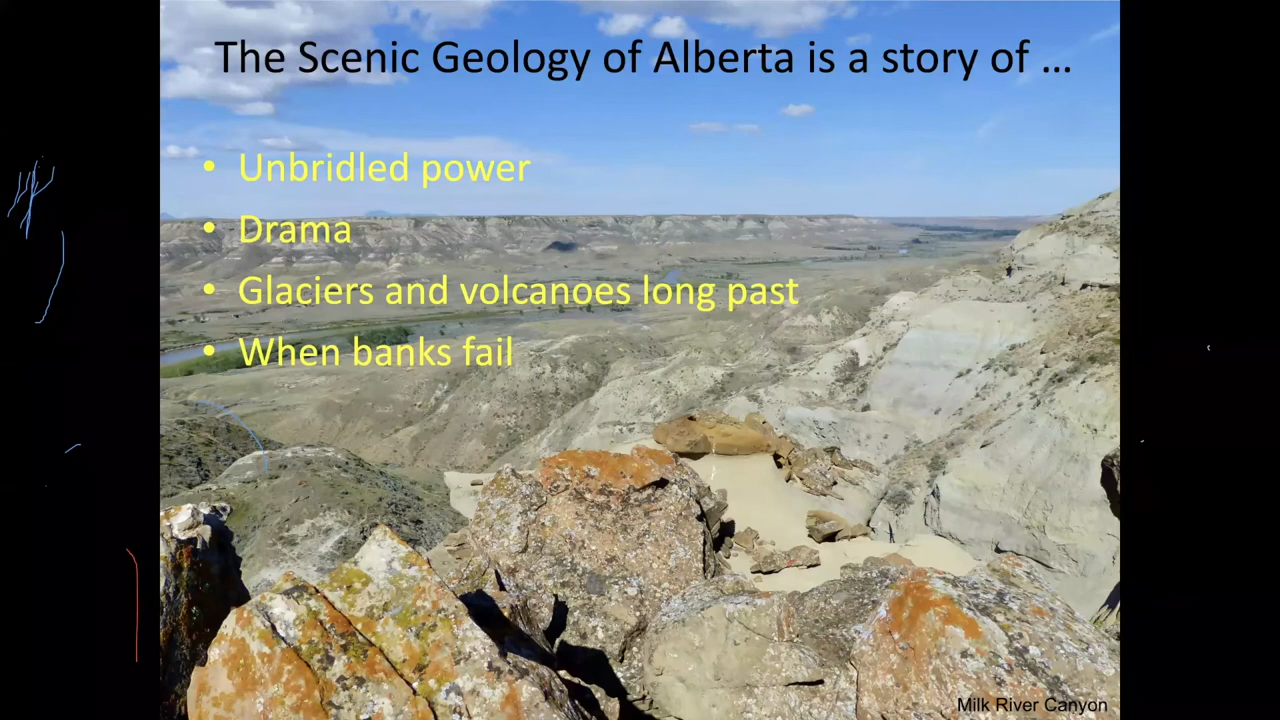 The Scenic Geology of Alberta is a story of ...
• Unbridled power
• Drama
• Glaciers and volcanoes long past
• When banks fail
Milk River Canyon